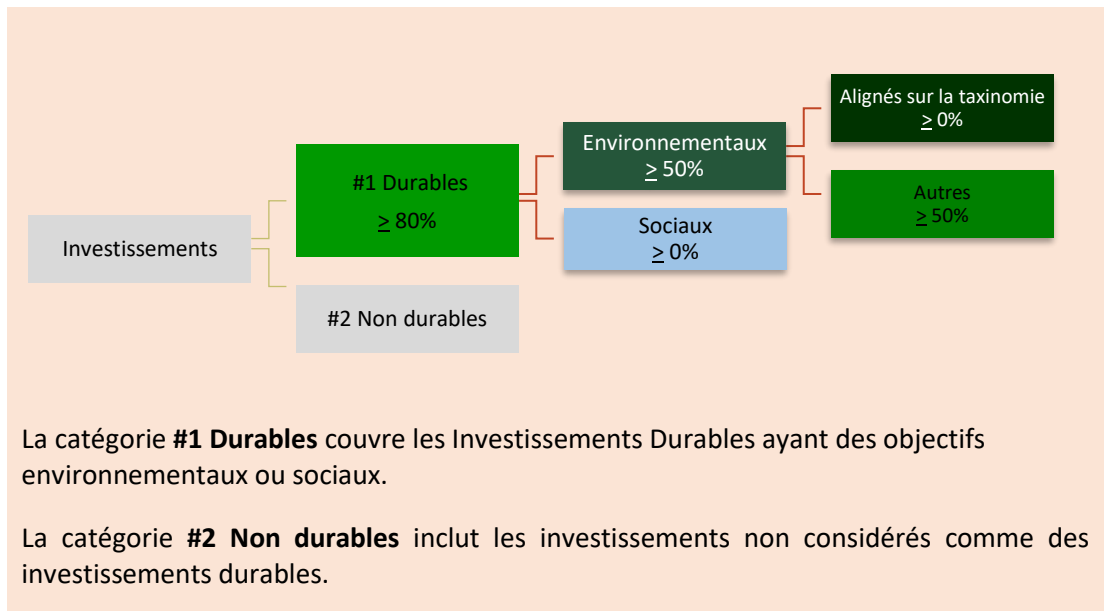 Investissements
#1 Durables
≥ 80%
#2 Non durables
Environnementaux
≥ 50%
Sociaux
≥ 0%
Alignés sur la taxinomie
≥ 0%
Autres
≥ 50%
La catégorie #1 Durables couvre les Investissements Durables ayant des objectifs
environnementaux ou sociaux.
La catégorie #2 Non durables inclut les investissements non considérés comme des
investissements durables.